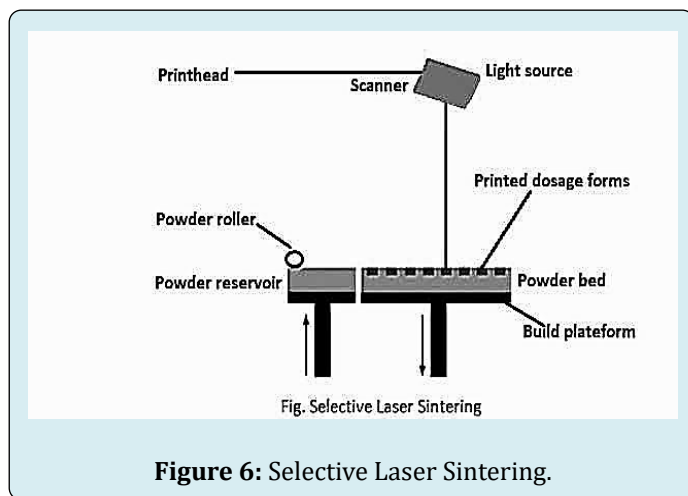 Printhead
Light source
Scanner
Printed dosage forms
Powder roller
Powder reservoir
Powder bed
Build plateform
Fig. Selective Laser Sintering
Figure 6: Selective Laser Sintering.